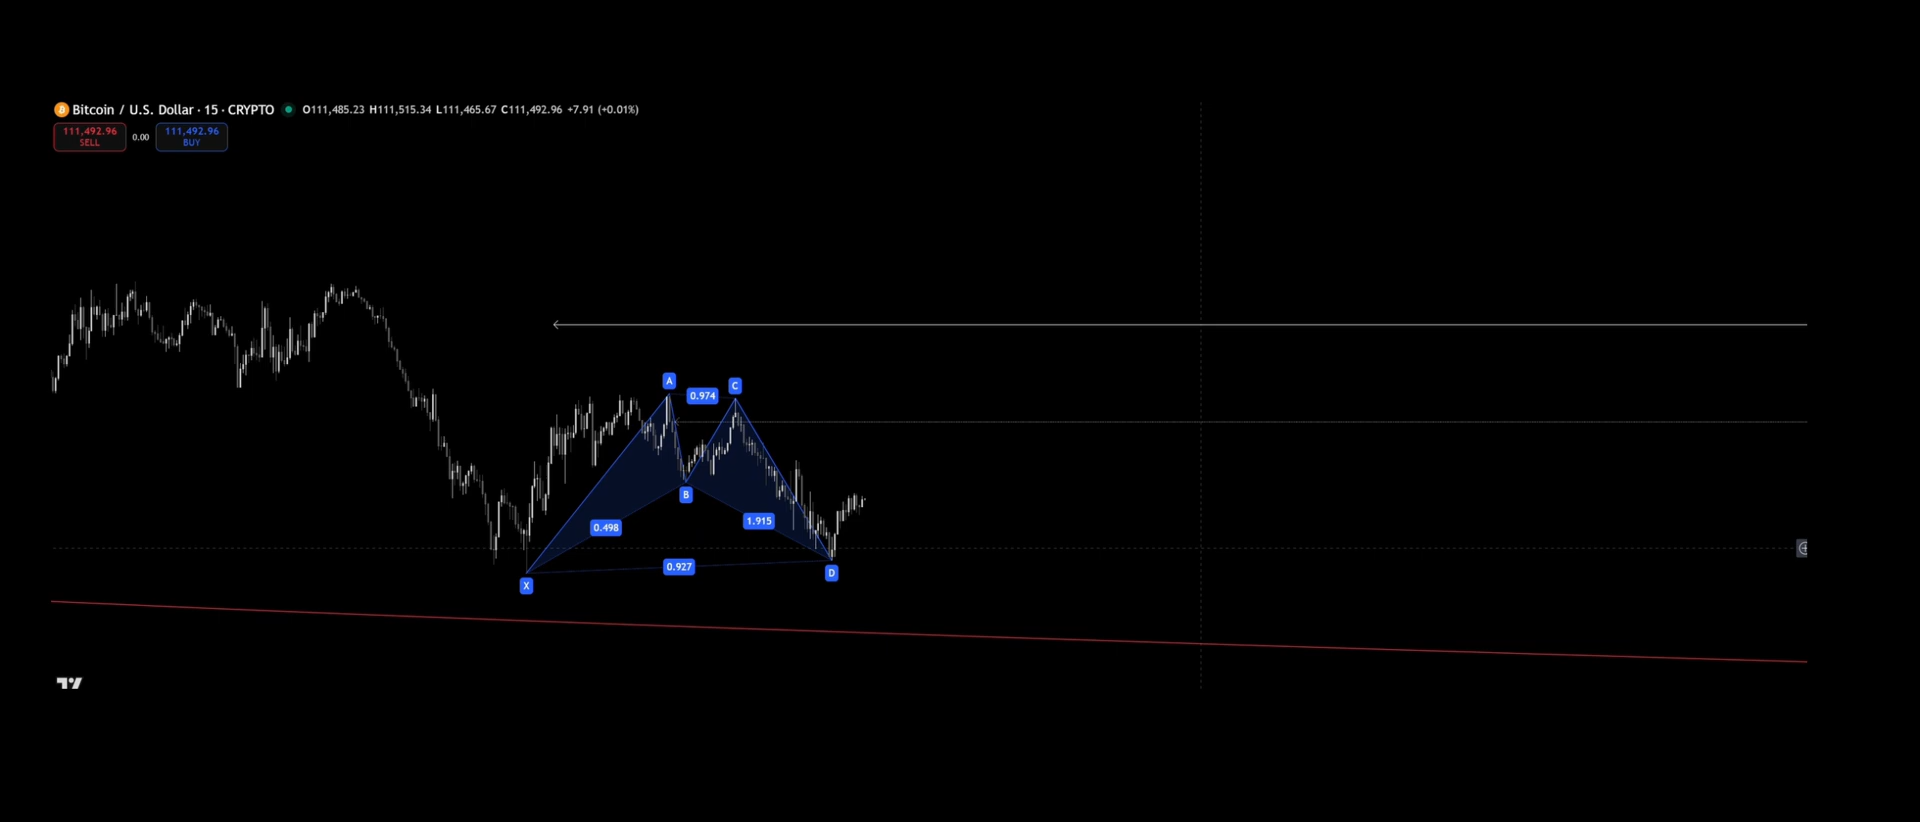 Bitcoin / U.S. Dollar · 15 · CRYPTO O111,485.23 H111,515.34 L111,465.67 C111,492.96 +7.91 (+0.01%)
111,492.96 0.00 111,492.96
SELL BUY
A C
0.974
B
0.498 1.915
0.927
X D